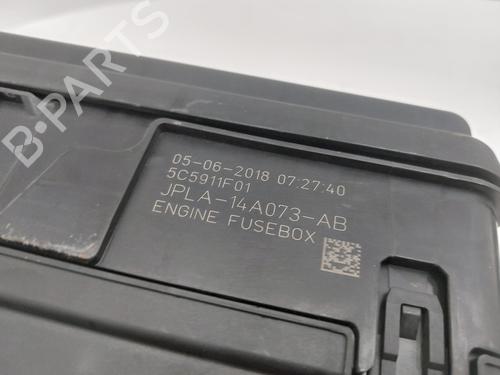 05-06-2018 07:27:40
5C5911F01
JPLA-14A073-AB
ENGINE FUSEBOX
B-PARTS